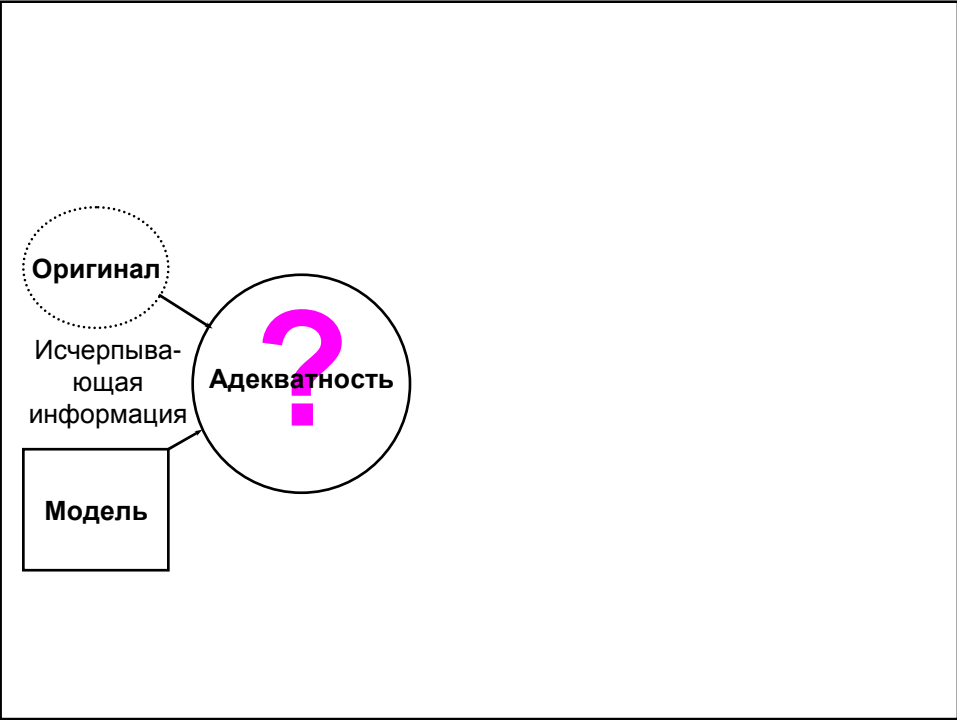 Оригинал
Исчерпыва-
ющая
информация
?
Адекватность
Модель